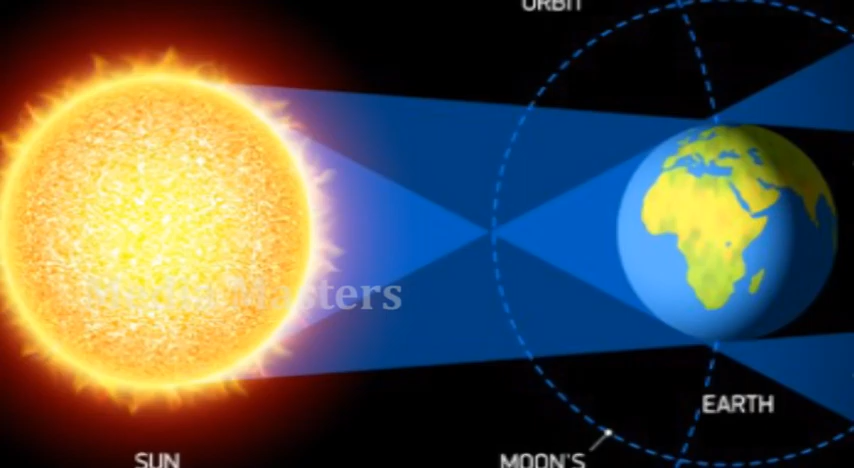 ORBIT
Masters
EARTH
SUN
MOON'S